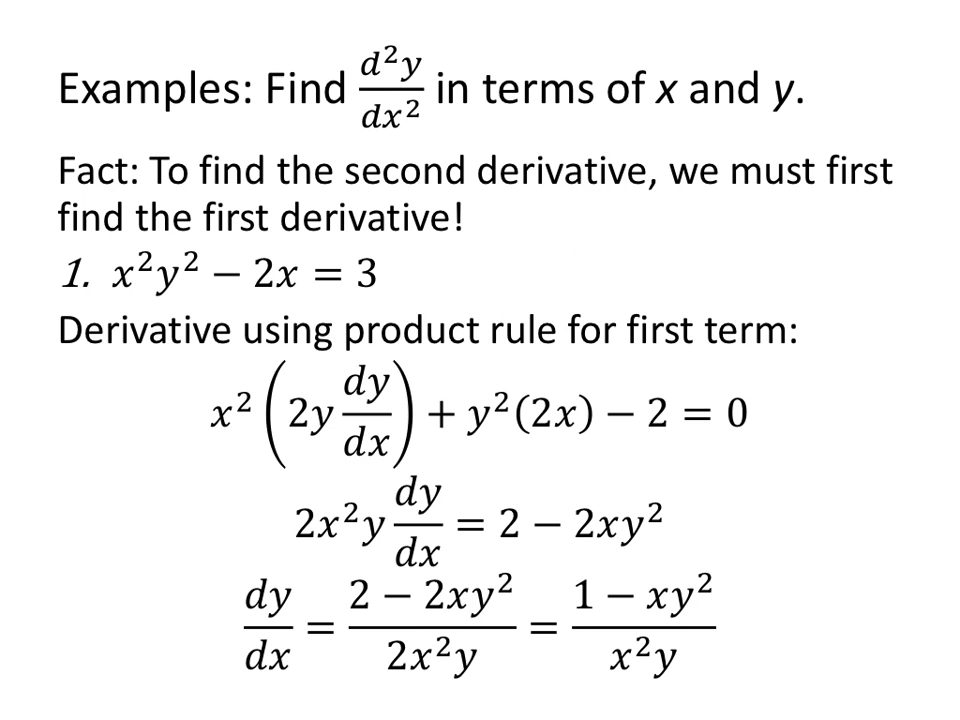 Examples: Find d²y/dx² in terms of x and y.
Fact: To find the second derivative, we must first
find the first derivative!
1. x²y² − 2x = 3
Derivative using product rule for first term:
x²(2y dy/dx) + y²(2x) − 2 = 0
2x²y dy/dx = 2 − 2xy²
dy/dx = (2 − 2xy²)/(2x²y) = (1 − xy²)/(x²y)